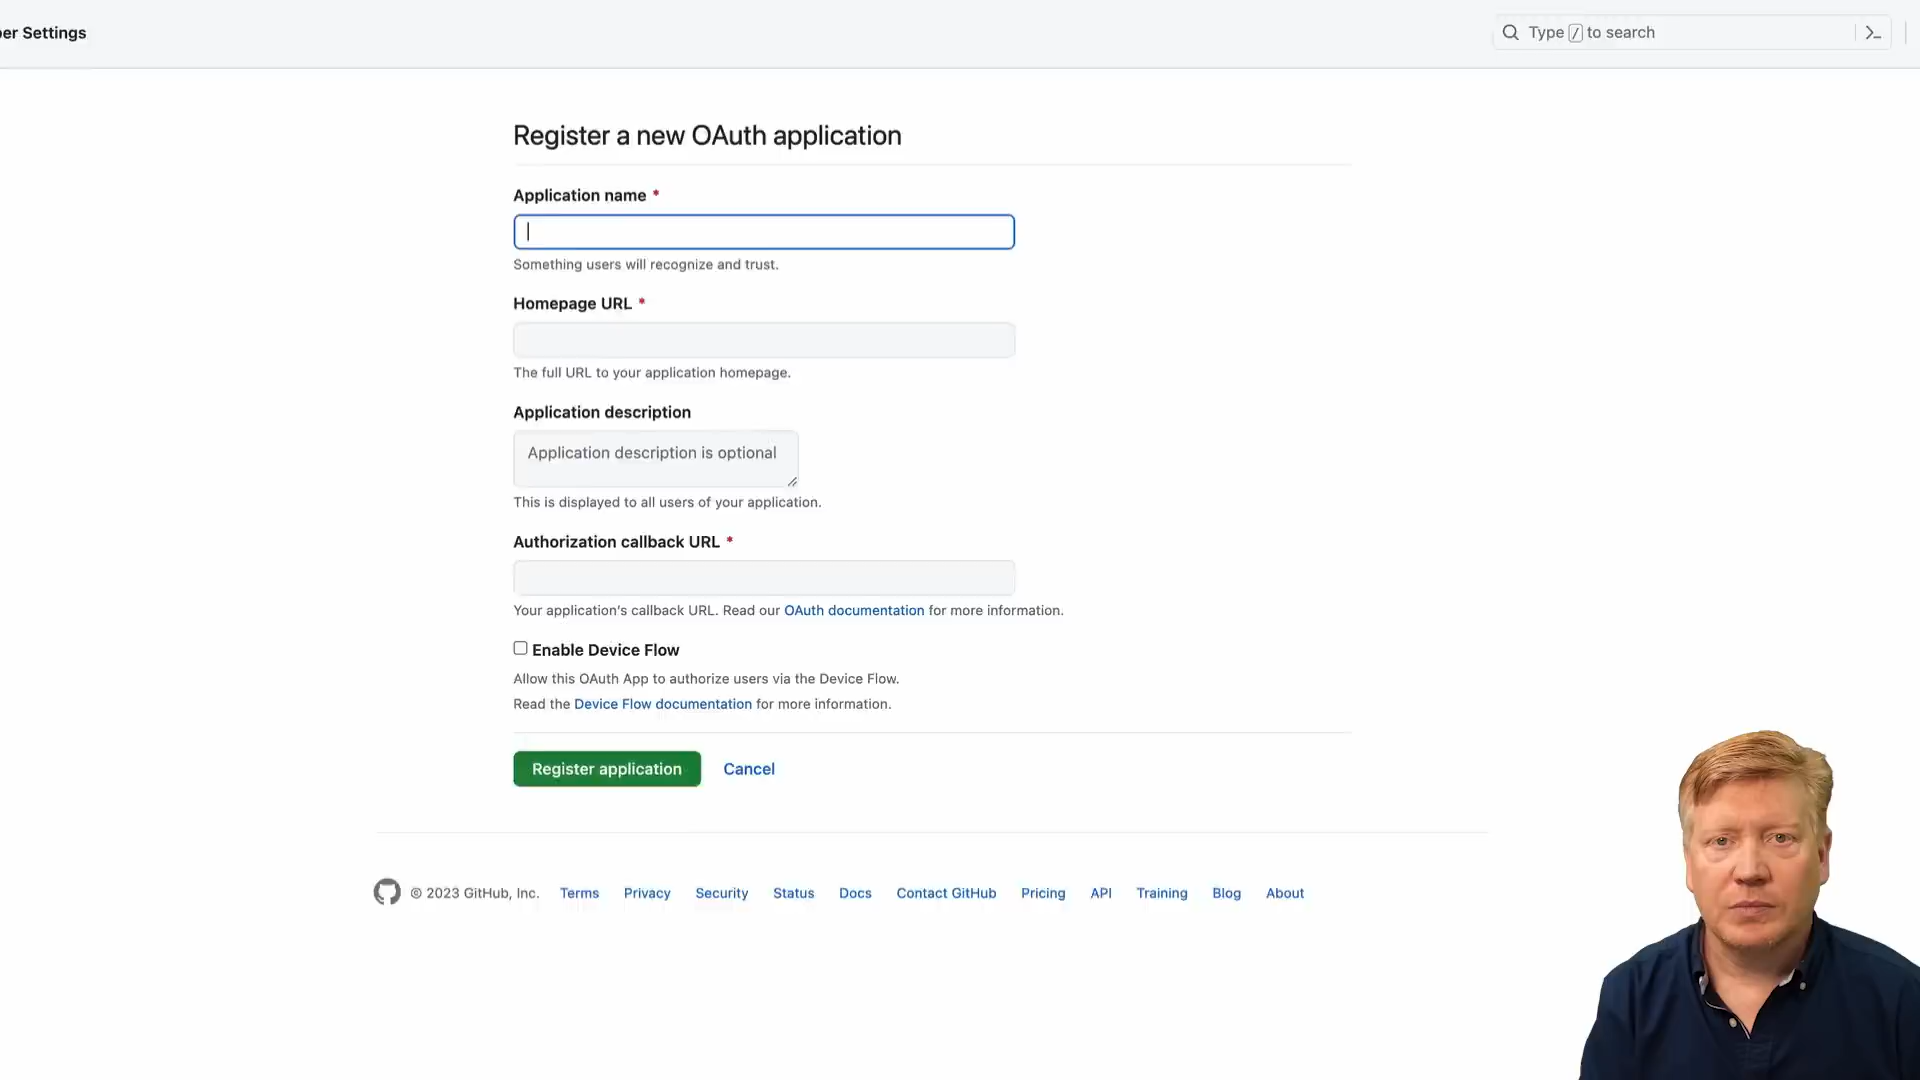 per Settings
Type / to search
Register a new OAuth application
Application name *
Something users will recognize and trust.
Homepage URL *
The full URL to your application homepage.
Application description
Application description is optional
This is displayed to all users of your application.
Authorization callback URL *
Your application's callback URL. Read our OAuth documentation for more information.
Enable Device Flow
Allow this OAuth App to authorize users via the Device Flow.
Read the Device Flow documentation for more information.
Register application Cancel
© 2023 GitHub, Inc. Terms Privacy Security Status Docs Contact GitHub Pricing API Training Blog About